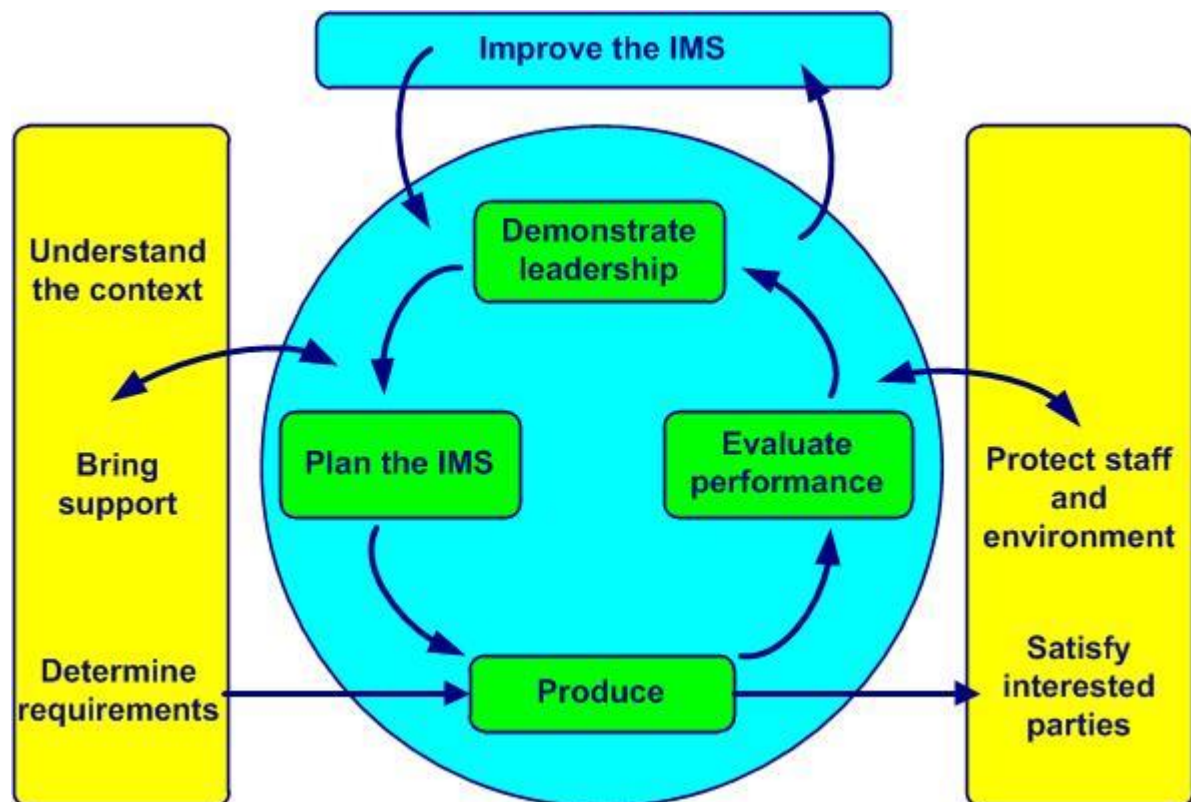 Improve the IMS
Understand
the context
Bring
support
Determine
requirements
Demonstrate
leadership
Plan the IMS
Evaluate
performance
Produce
Protect staff
and
environment
Satisfy
interested
parties